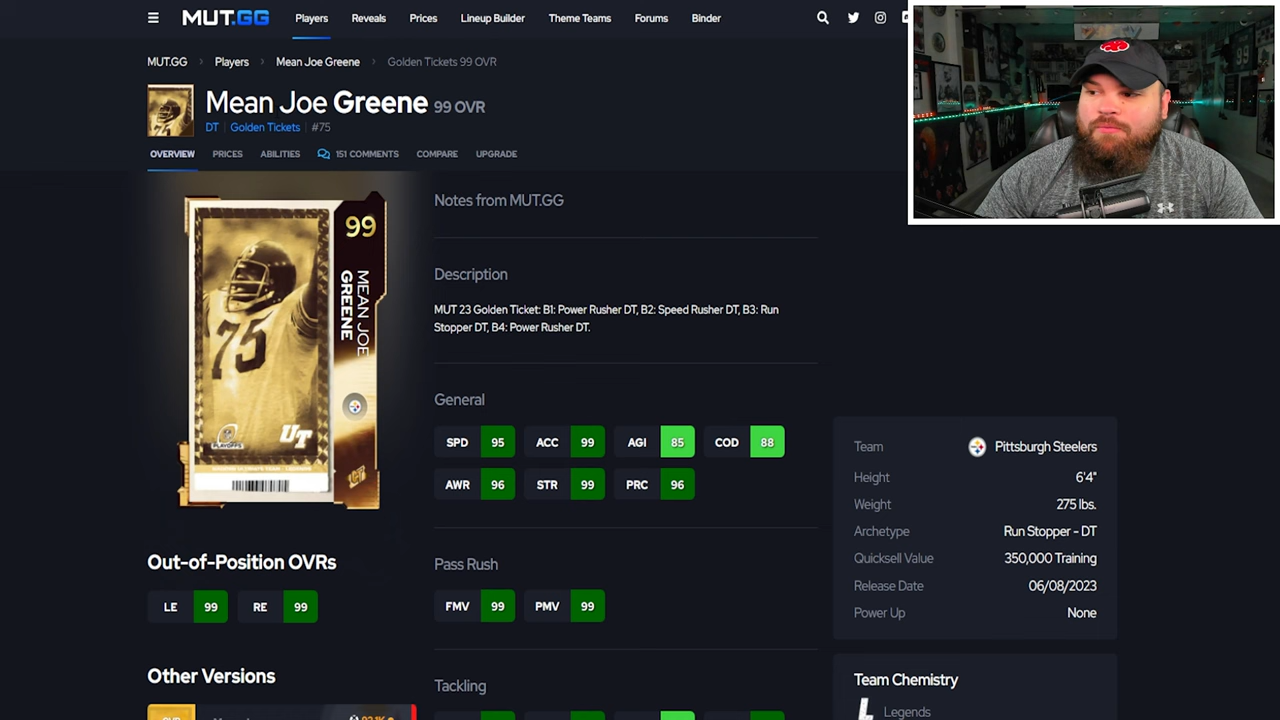 MUT.GG
Players
Reveals
Prices
Lineup Builder
Theme Teams
Forums
Binder
MUT.GG > Players > Mean Joe Greene > Golden Tickets 99 OVR
Mean Joe Greene 99 OVR
DT | Golden Tickets | #75
OVERVIEW
PRICES
ABILITIES
151 COMMENTS
COMPARE
UPGRADE
99
MEAN JOE
GREENE
75
PLAYOFFS
UT
Notes from MUT.GG
Description
MUT 23 Golden Ticket: B1: Power Rusher DT, B2: Speed Rusher DT, B3: Run
Stopper DT, B4: Power Rusher DT.
General
SPD 95 ACC 99 AGI 85 COD 88
AWR 96 STR 99 PRC 96
Pass Rush
FMV 99 PMV 99
Tackling
Out-of-Position OVRs
LE 99 RE 99
Other Versions
OVR
Team Pittsburgh Steelers
Height 6'4"
Weight 275 lbs.
Archetype Run Stopper - DT
Quicksell Value 350,000 Training
Release Date 06/08/2023
Power Up None
Team Chemistry
Legends